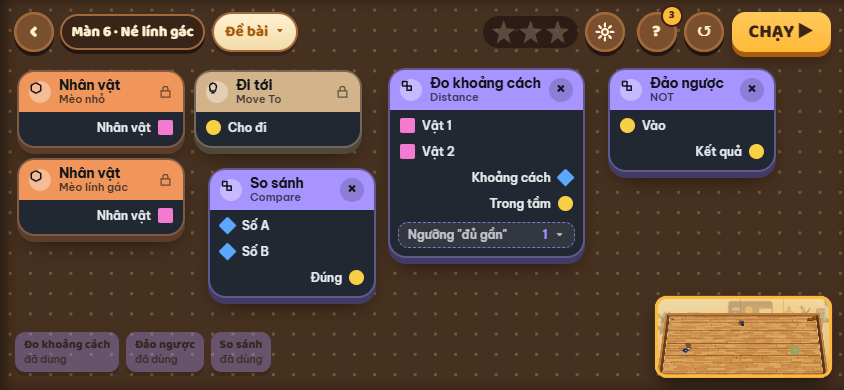 Màn 6 · Né lính gác
Đề bài
?
3
CHẠY
Nhân vật
Mèo nhỏ
Nhân vật
Nhân vật
Mèo lính gác
Nhân vật
Đi tới
Move To
Cho đi
So sánh
Compare
Số A
Số B
Đúng
Đo khoảng cách
Distance
Vật 1
Vật 2
Khoảng cách
Trong tầm
Ngưỡng "đủ gần" 1
Đảo ngược
NOT
Vào
Kết quả
Đo khoảng cách
đã dùng
Đảo ngược
đã dùng
So sánh
đã dùng